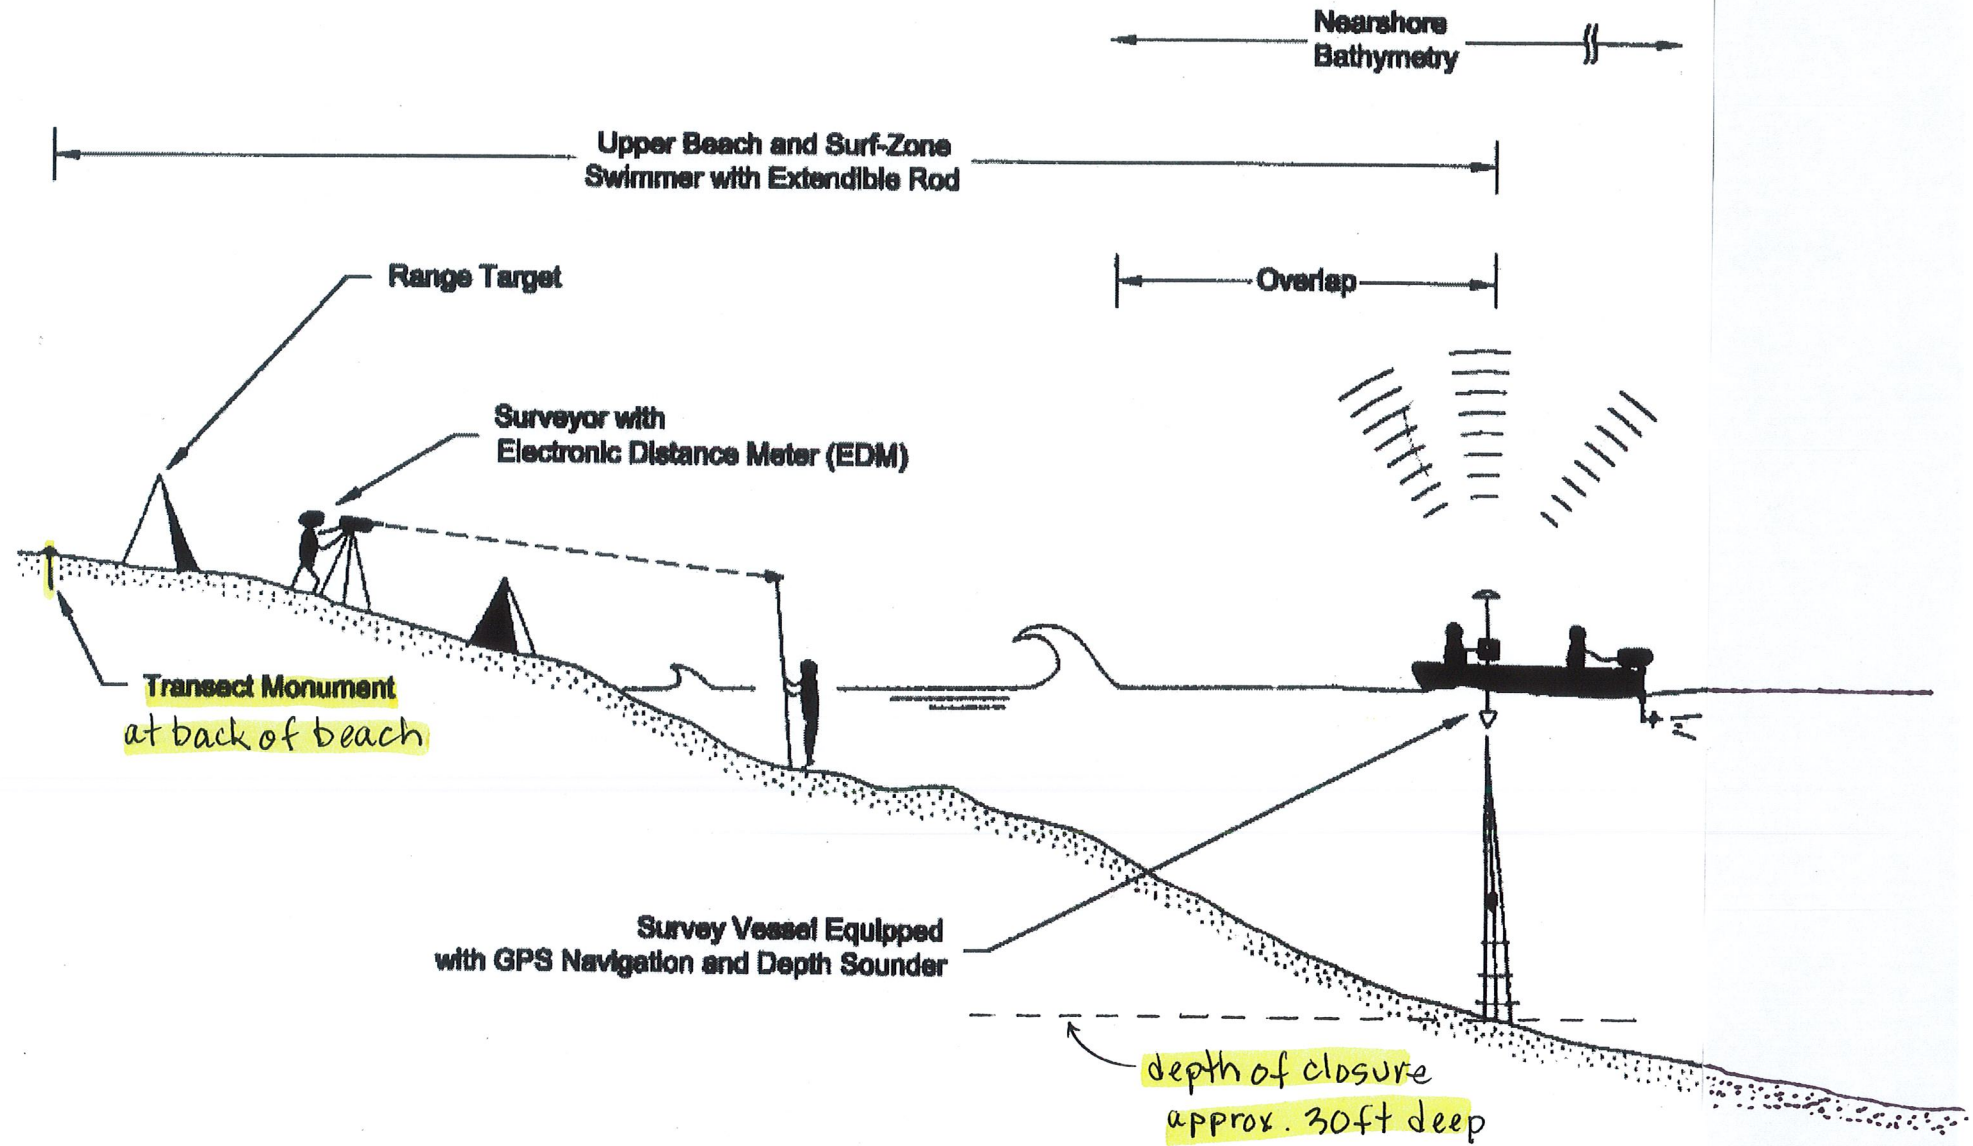 Nearshore
Bathymetry
Upper Beach and Surf-Zone
Swimmer with Extendible Rod
Range Target
Overlap
Surveyor with
Electronic Distance Meter (EDM)
Transect Monument
at back of beach
Survey Vessel Equipped
with GPS Navigation and Depth Sounder
depth of closure
approx. 30ft deep